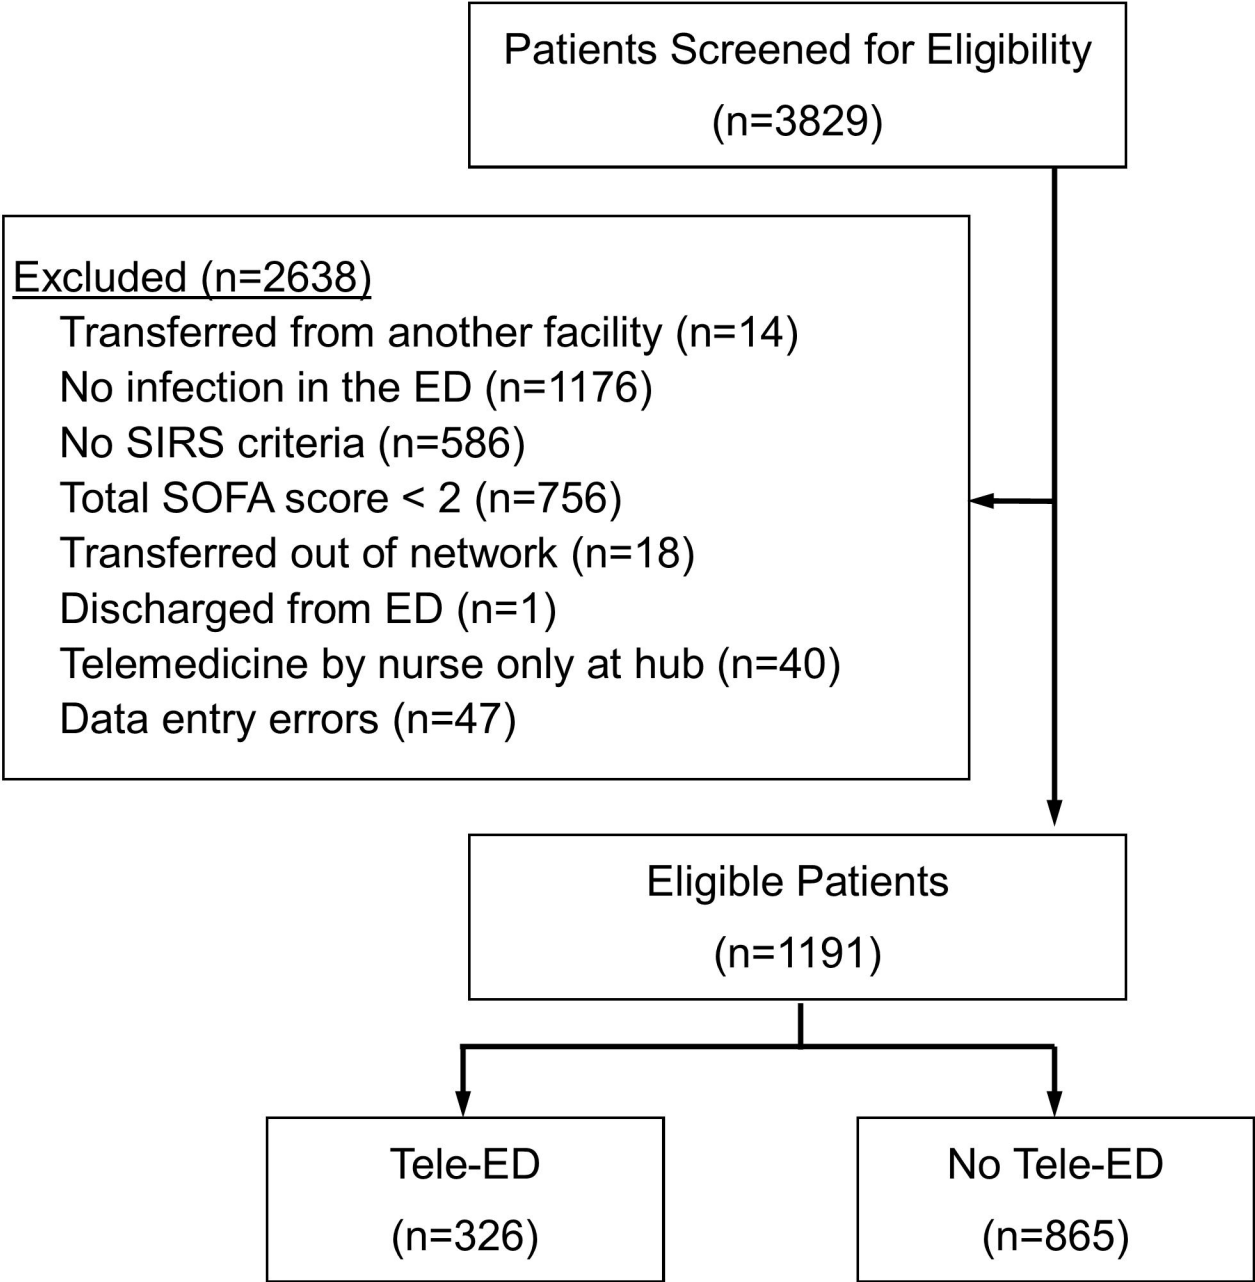 Patients Screened for Eligibility
(n=3829)
Excluded (n=2638)
Transferred from another facility (n=14)
No infection in the ED (n=1176)
No SIRS criteria (n=586)
Total SOFA score < 2 (n=756)
Transferred out of network (n=18)
Discharged from ED (n=1)
Telemedicine by nurse only at hub (n=40)
Data entry errors (n=47)
Eligible Patients
(n=1191)
Tele-ED
(n=326)
No Tele-ED
(n=865)